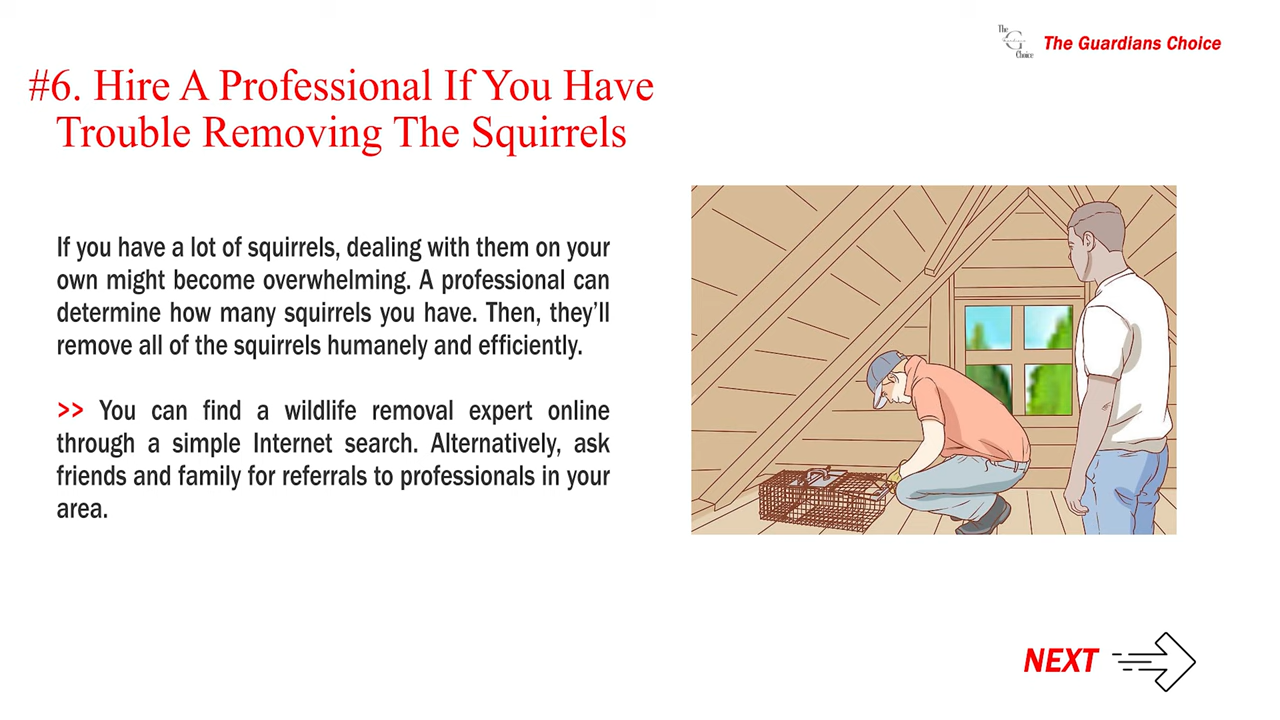 The
G
Choice
The Guardians Choice
#6. Hire A Professional If You Have
Trouble Removing The Squirrels
If you have a lot of squirrels, dealing with them on your
own might become overwhelming. A professional can
determine how many squirrels you have. Then, they’ll
remove all of the squirrels humanely and efficiently.
>> You can find a wildlife removal expert online
through a simple Internet search. Alternatively, ask
friends and family for referrals to professionals in your
area.
NEXT